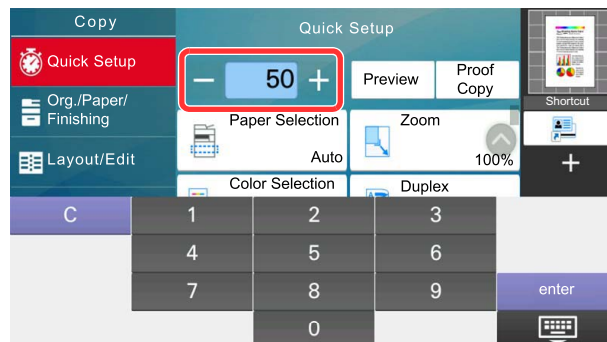 Copy
Quick Setup
Quick Setup
50
Preview
Proof
Copy
Org./Paper/
Finishing
Shortcut
Paper Selection
Auto
Zoom
100%
Layout/Edit
Color Selection
Duplex
C
1
2
3
4
5
6
7
8
9
enter
0